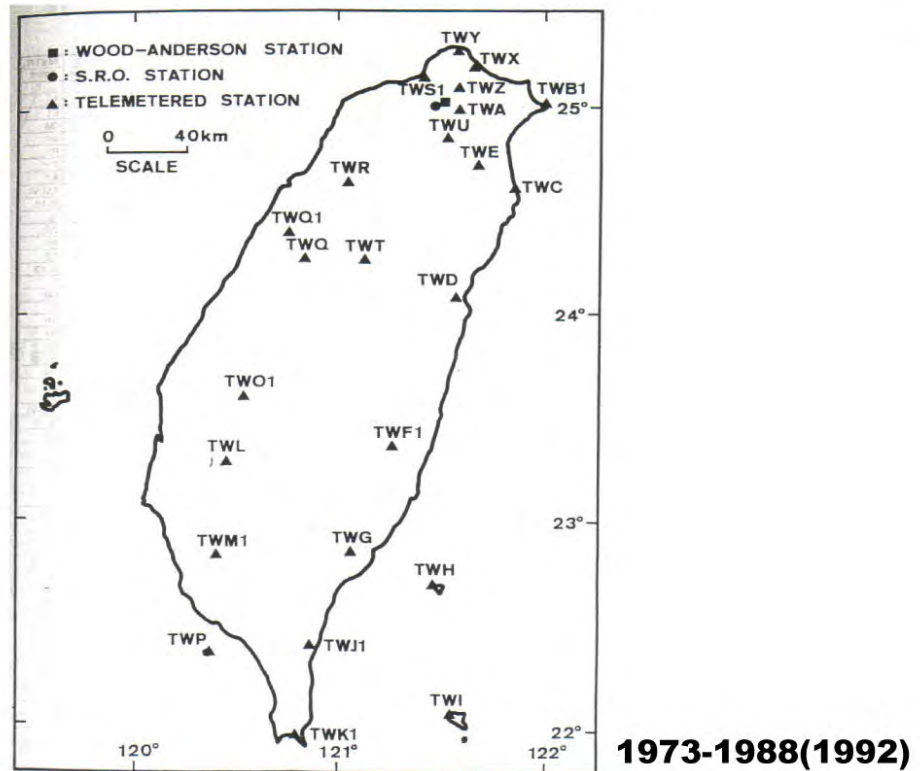 ■ : WOOD-ANDERSON STATION
● : S.R.O. STATION
▲ : TELEMETERED STATION
0 40km
SCALE
TWY
TWX
TWS1
TWZ
TWB1
TWA
25°
TWU
TWE
TWR
TWC
TWQ1
TWQ
TWT
TWD
24°
TWO1
TWF1
TWL
23°
TWM1
TWG
TWH
TWP
TWJ1
TWI
TWK1
22°
120° 121° 122°
1973-1988(1992)